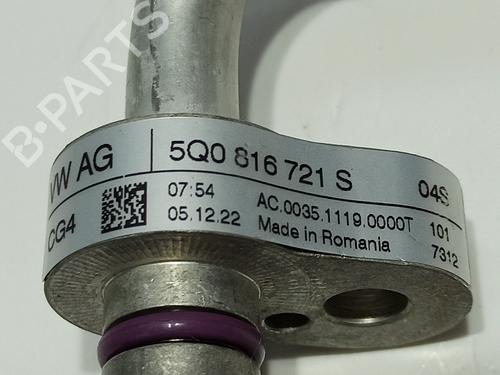 VW AG 5Q0 816 721 S 04S
CG4 07:54 AC.0035.1119.0000T 101
05.12.22 Made in Romania 7312
B-PARTS